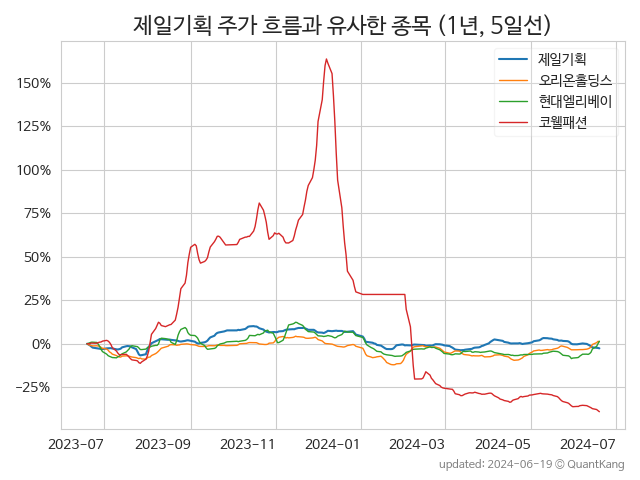 제일기획 주가 흐름과 유사한 종목 (1년, 5일선)
제일기획
오리온홀딩스
현대엘리베이
코웰패션
150%
125%
100%
75%
50%
25%
0%
−25%
2023-07 2023-09 2023-11 2024-01 2024-03 2024-05 2024-07
updated: 2024-06-19 © QuantKang